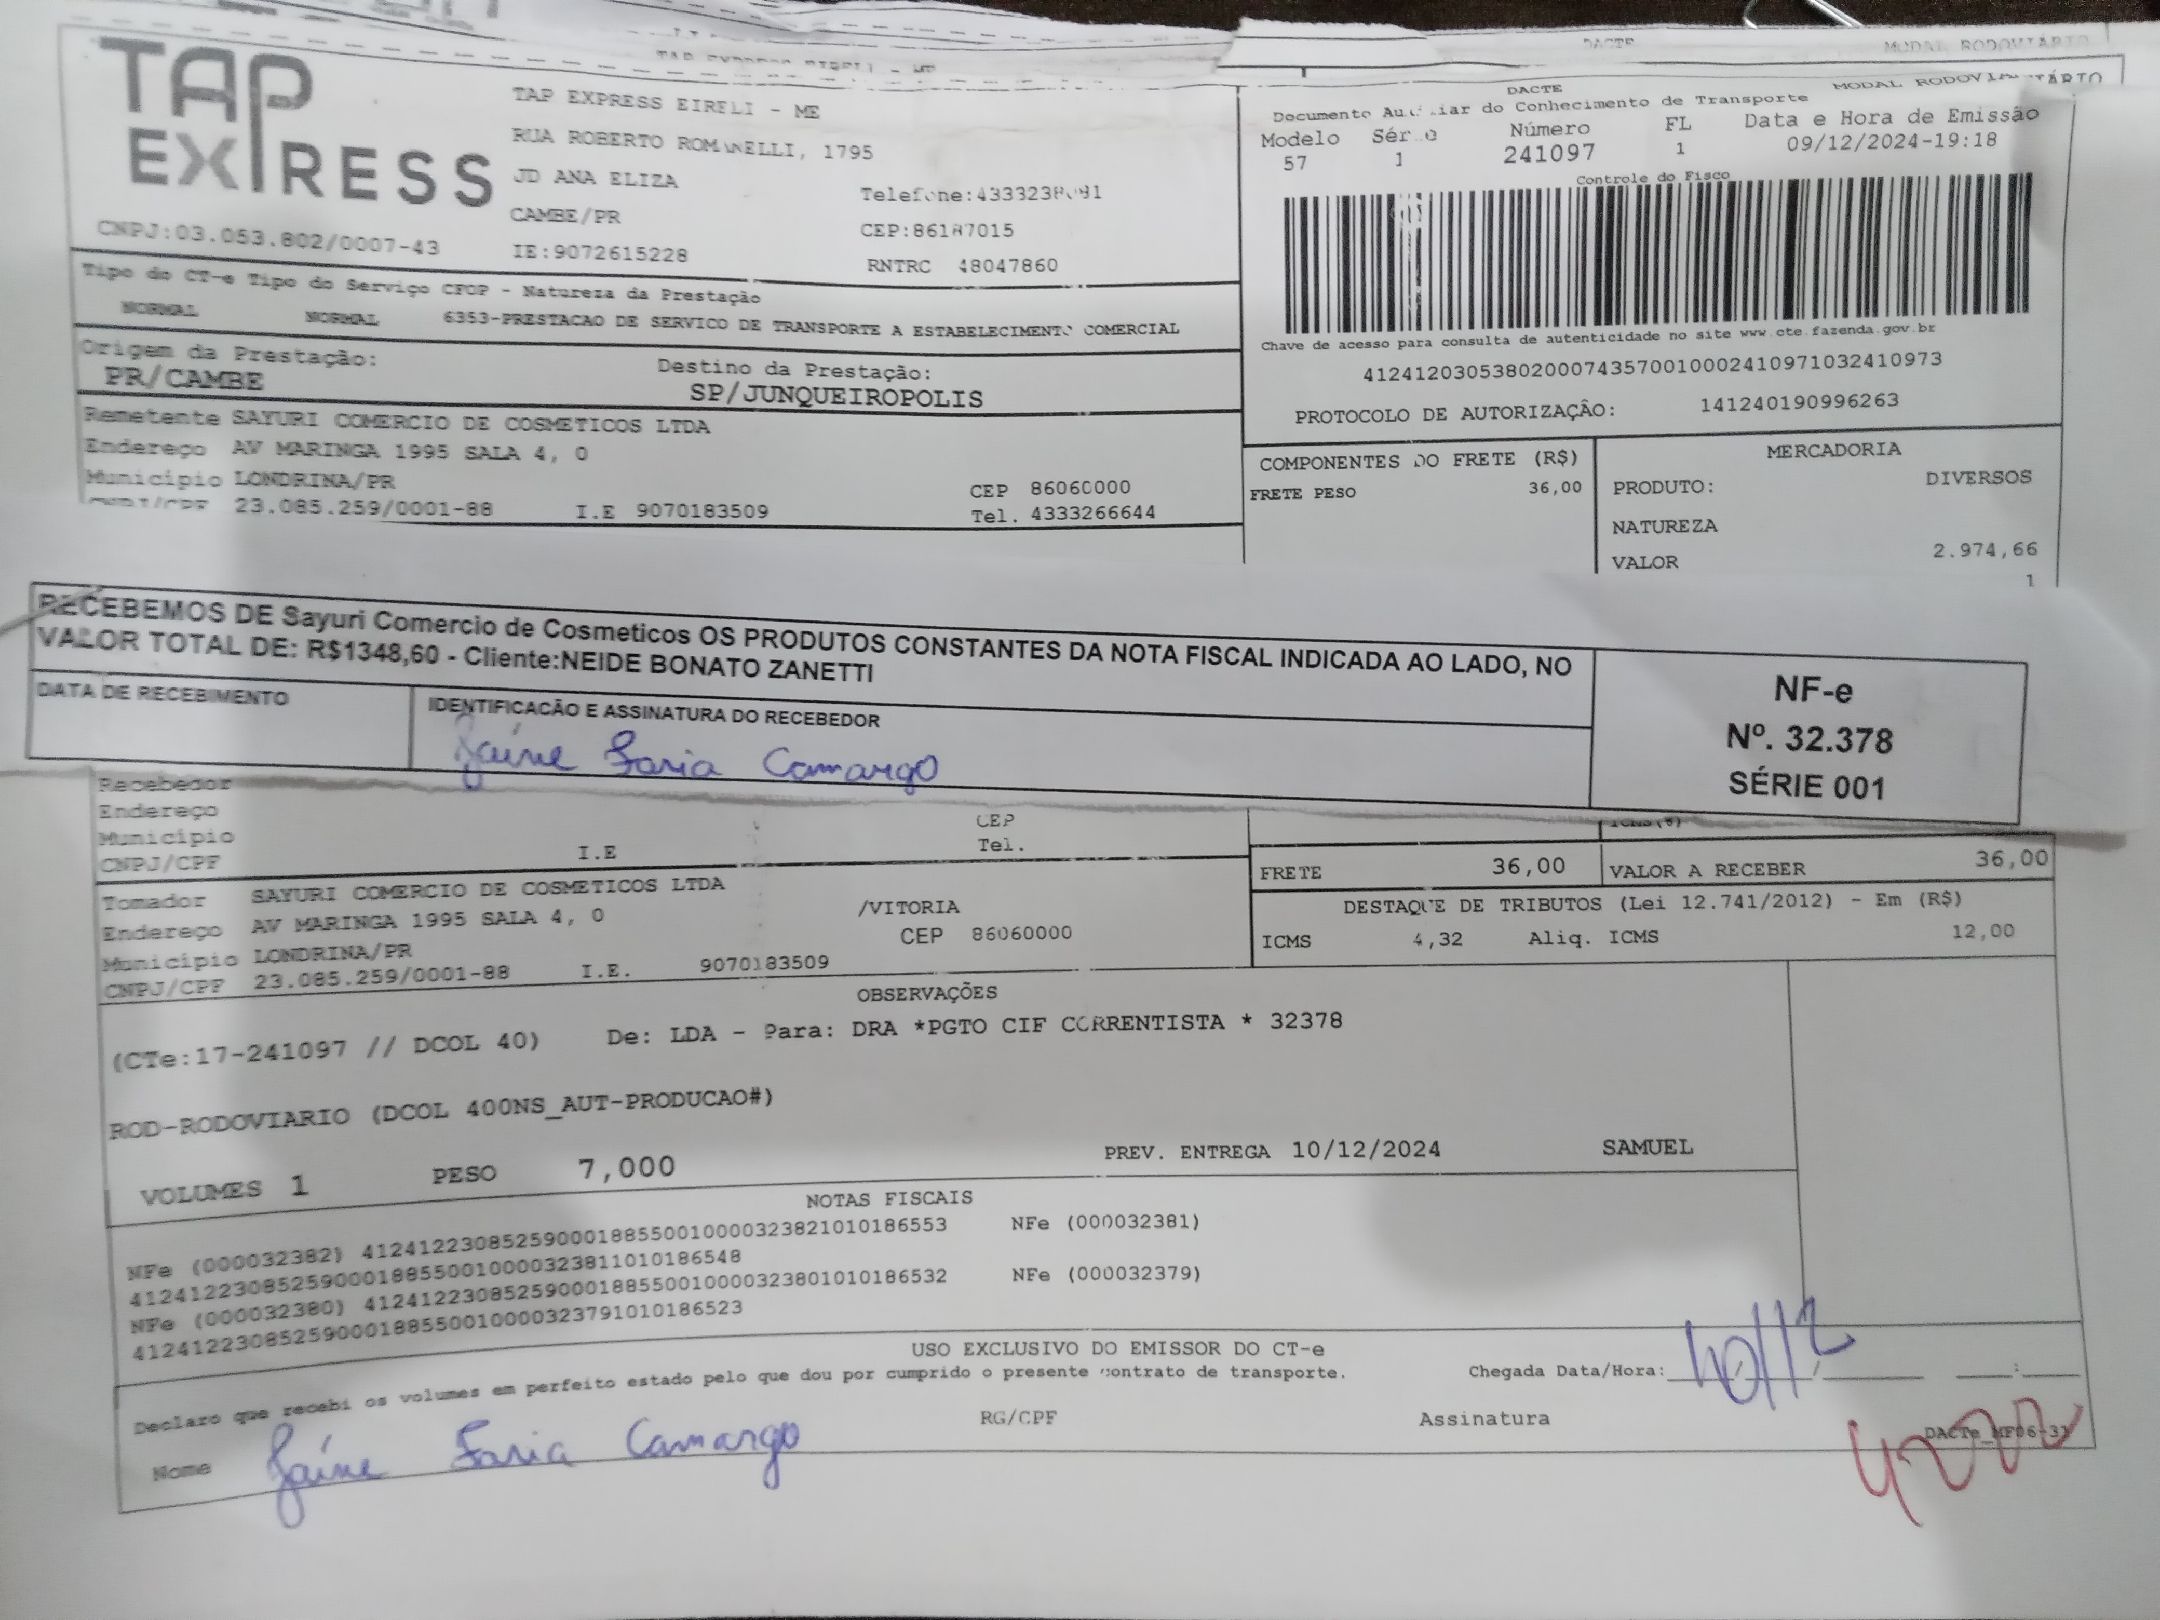 TAP EXPRESS
TAP EXPRESS EIRELI - ME
RUA ROBERTO ROMANELLI, 1795
JD ANA ELIZA
CAMBE/PR
CEP:86187015
CNPJ:03.053.802/0007-43
IE:9072615228
RNTRC 48047860
DACTE
MODAL RODOVIARIO
Documento Auxiliar do Conhecimento de Transporte
Modelo Série Número FL Data e Hora de Emissão
57 1 241097 1 09/12/2024-19:18
Controle do Fisco
Chave de acesso para consulta de autenticidade no site www.cte.fazenda.gov.br
41241203053802000743570010002410971032410973
PROTOCOLO DE AUTORIZAÇÃO: 141240190996263
Tipo do CT-e Tipo do Serviço CFOP - Natureza da Prestação
NORMAL NORMAL 6353-PRESTACAO DE SERVICO DE TRANSPORTE A ESTABELECIMENTO COMERCIAL
Origem da Prestação: Destino da Prestação:
PR/CAMBE SP/JUNQUEIROPOLIS
Remetente SAYURI COMERCIO DE COSMETICOS LTDA
Endereço AV MARINGA 1995 SALA 4, 0
Município LONDRINA/PR CEP 86060000
CNPJ/CPF 23.085.259/0001-88 I.E 9070183509 Tel. 4333266644
COMPONENTES DO FRETE (R$)
FRETE PESO 36,00
MERCADORIA
PRODUTO: DIVERSOS
NATUREZA
VALOR 2.974,66
1
RECEBEMOS DE Sayuri Comercio de Cosmeticos OS PRODUTOS CONSTANTES DA NOTA FISCAL INDICADA AO LADO, NO
VALOR TOTAL DE: R$1348,60 - Cliente:NEIDE BONATO ZANETTI
DATA DE RECEBIMENTO
IDENTIFICAÇÃO E ASSINATURA DO RECEBEDOR
Jaíne Faria Camargo
NF-e
Nº. 32.378
SÉRIE 001
Recebedor
Endereço CEP
Município Tel.
CNPJ/CPF I.E
FRETE 36,00 VALOR A RECEBER 36,00
Tomador SAYURI COMERCIO DE COSMETICOS LTDA
Endereço AV MARINGA 1995 SALA 4, 0 /VITORIA
Município LONDRINA/PR CEP 86060000
CNPJ/CPF 23.085.259/0001-88 I.E. 9070183509
DESTAQUE DE TRIBUTOS (Lei 12.741/2012) - Em (R$)
ICMS 4,32 Aliq. ICMS 12,00
OBSERVAÇÕES
(CTe:17-241097 // DCOL 40) De: LDA - Para: DRA *PGTO CIF CORRENTISTA * 32378
ROD-RODOVIARIO (DCOL 400NS_AUT-PRODUCAO#)
VOLUMES 1 PESO 7,000 PREV. ENTREGA 10/12/2024 SAMUEL
NOTAS FISCAIS
NFe (000032382) 41241223085259000188550010000323821010186553 NFe (000032381)
41241223085259000188550010000323811010186548
NFe (000032380) 41241223085259000188550010000323801010186532 NFe (000032379)
41241223085259000188550010000323791010186523
USO EXCLUSIVO DO EMISSOR DO CT-e
Declaro que recebi os volumes em perfeito estado pelo que dou por cumprido o presente contrato de transporte.
Chegada Data/Hora: 10/12
Nome Jaíne Faria Camargo RG/CPF Assinatura